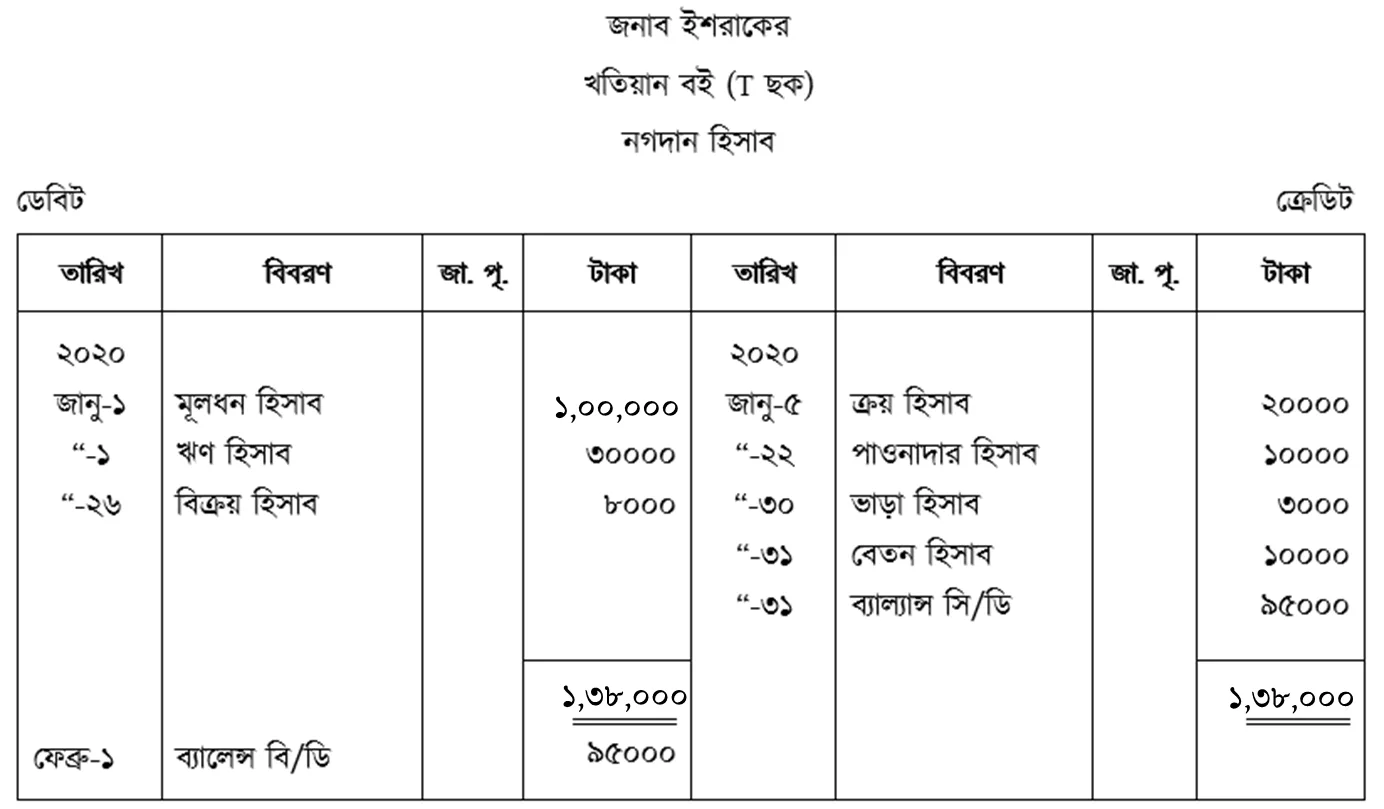 জনাব ইশরাকের
খতিয়ান বই (T ছক)
নগদান হিসাব
ডেবিট ক্রেডিট
তারিখ বিবরণ জা. পৃ. টাকা তারিখ বিবরণ জা. পৃ. টাকা
২০২০ ২০২০
জানু-১ মূলধন হিসাব ১,০০,০০০ জানু-৫ ক্রয় হিসাব ২০০০০
“-১ ঋণ হিসাব ৩০০০০ “-২২ পাওনাদার হিসাব ১০০০০
“-২৬ বিক্রয় হিসাব ৮০০০ “-৩০ ভাড়া হিসাব ৩০০০
“-৩১ বেতন হিসাব ১০০০০
“-৩১ ব্যাল্যান্স সি/ডি ৯৫০০০
১,৩৮,০০০ ১,৩৮,০০০
ফেব্রু-১ ব্যালেন্স বি/ডি ৯৫০০০